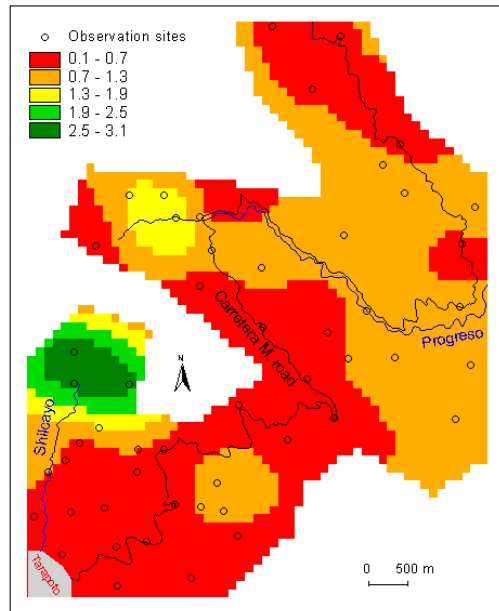 Observation sites
0.1 - 0.7
0.7 - 1.3
1.3 - 1.9
1.9 - 2.5
2.5 - 3.1
Carratera M. road
Progreso
N
Shilcayo
Tarapoto
0 500 m